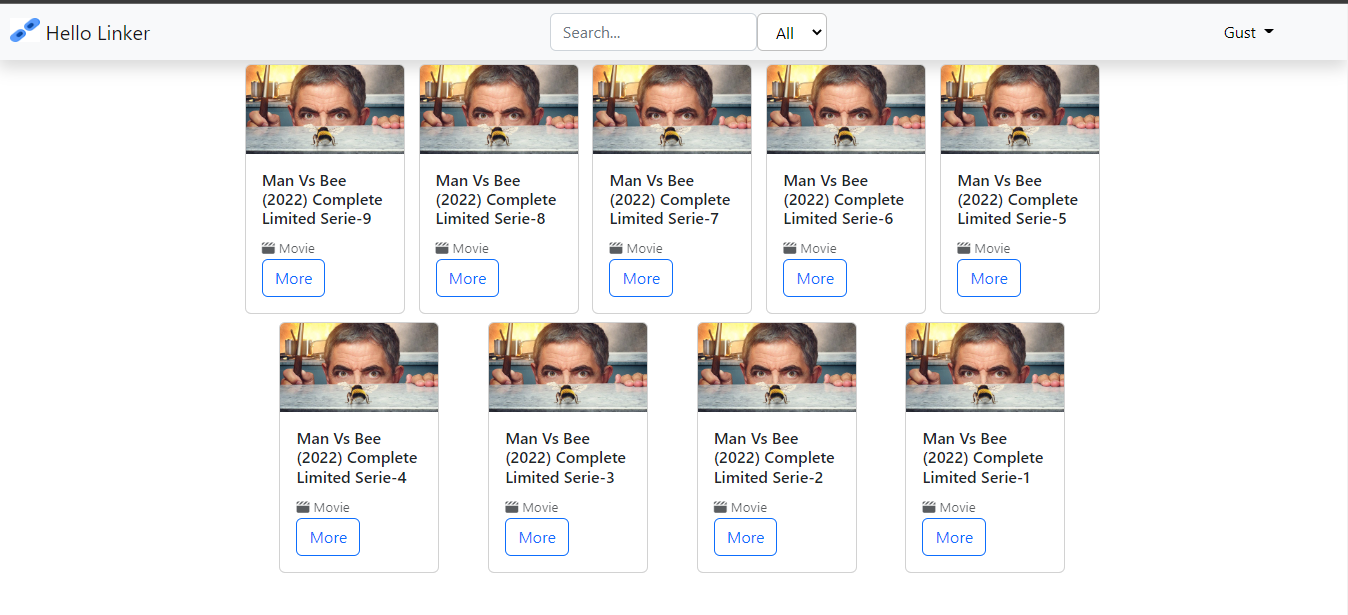 Hello Linker
Search...
All
Gust
Man Vs Bee
(2022) Complete
Limited Serie-9
Movie
More
Man Vs Bee
(2022) Complete
Limited Serie-8
Movie
More
Man Vs Bee
(2022) Complete
Limited Serie-7
Movie
More
Man Vs Bee
(2022) Complete
Limited Serie-6
Movie
More
Man Vs Bee
(2022) Complete
Limited Serie-5
Movie
More
Man Vs Bee
(2022) Complete
Limited Serie-4
Movie
More
Man Vs Bee
(2022) Complete
Limited Serie-3
Movie
More
Man Vs Bee
(2022) Complete
Limited Serie-2
Movie
More
Man Vs Bee
(2022) Complete
Limited Serie-1
Movie
More